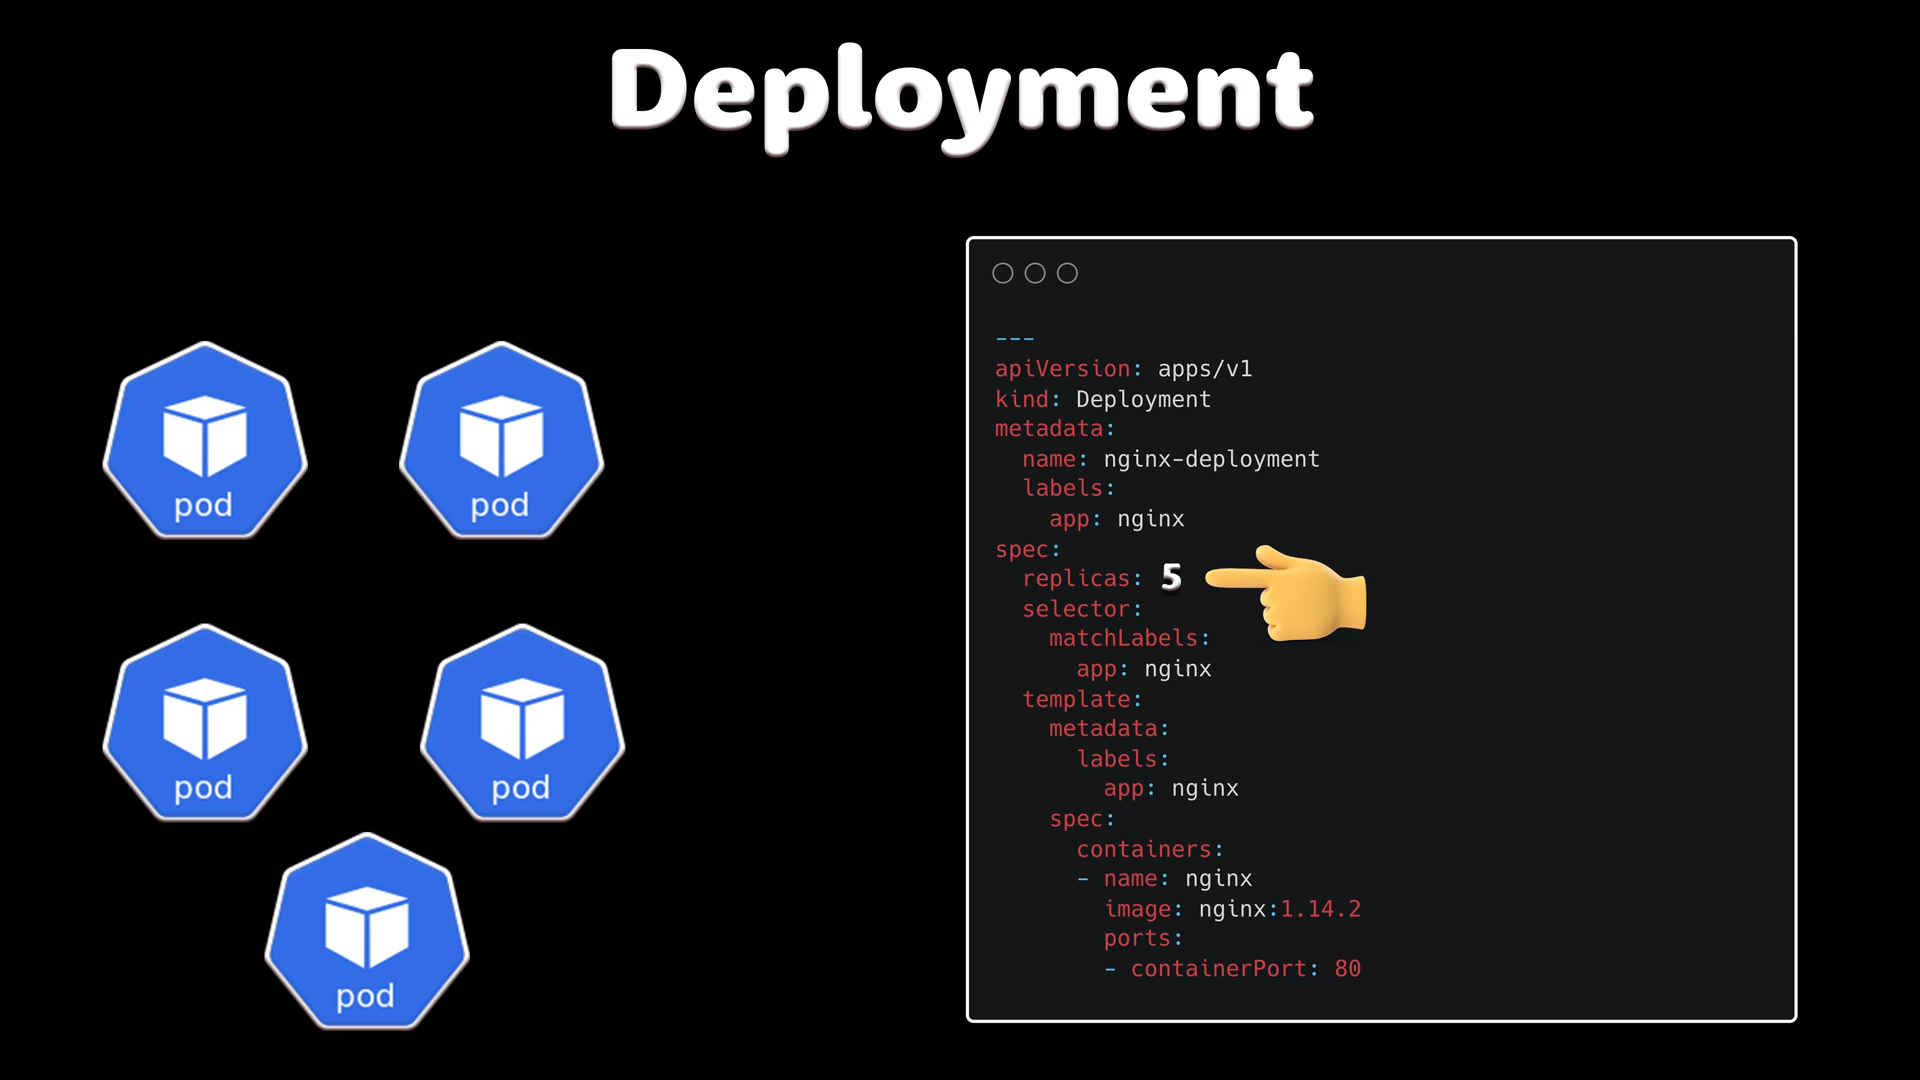 Deployment
pod
pod
pod
pod
pod
---
apiVersion: apps/v1
kind: Deployment
metadata:
  name: nginx-deployment
  labels:
    app: nginx
spec:
  replicas: 5
  selector:
    matchLabels:
      app: nginx
  template:
    metadata:
      labels:
        app: nginx
    spec:
      containers:
      - name: nginx
        image: nginx:1.14.2
        ports:
        - containerPort: 80